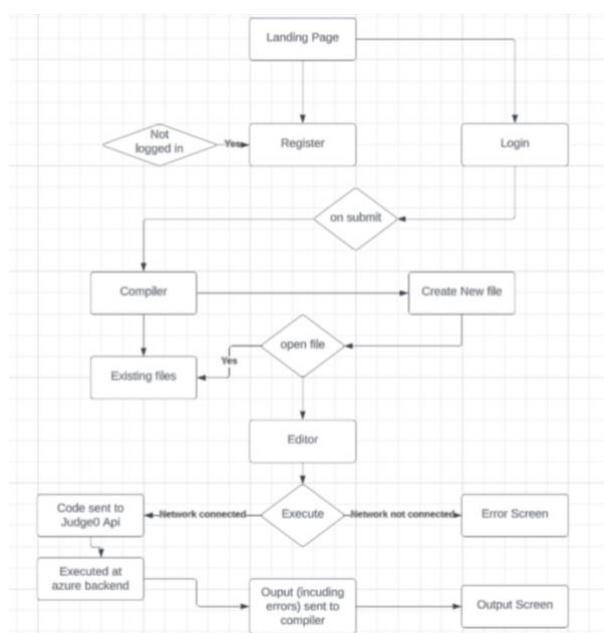 Landing Page
Not
logged in
Yes
Register
Login
on submit
Compiler
Create New file
open file
Yes
Existing files
Editor
Code sent to
Judge0 Api
Network connected
Execute
Network not connected
Error Screen
Executed at
azure backend
Ouput (incuding
errors) sent to
compiler
Output Screen